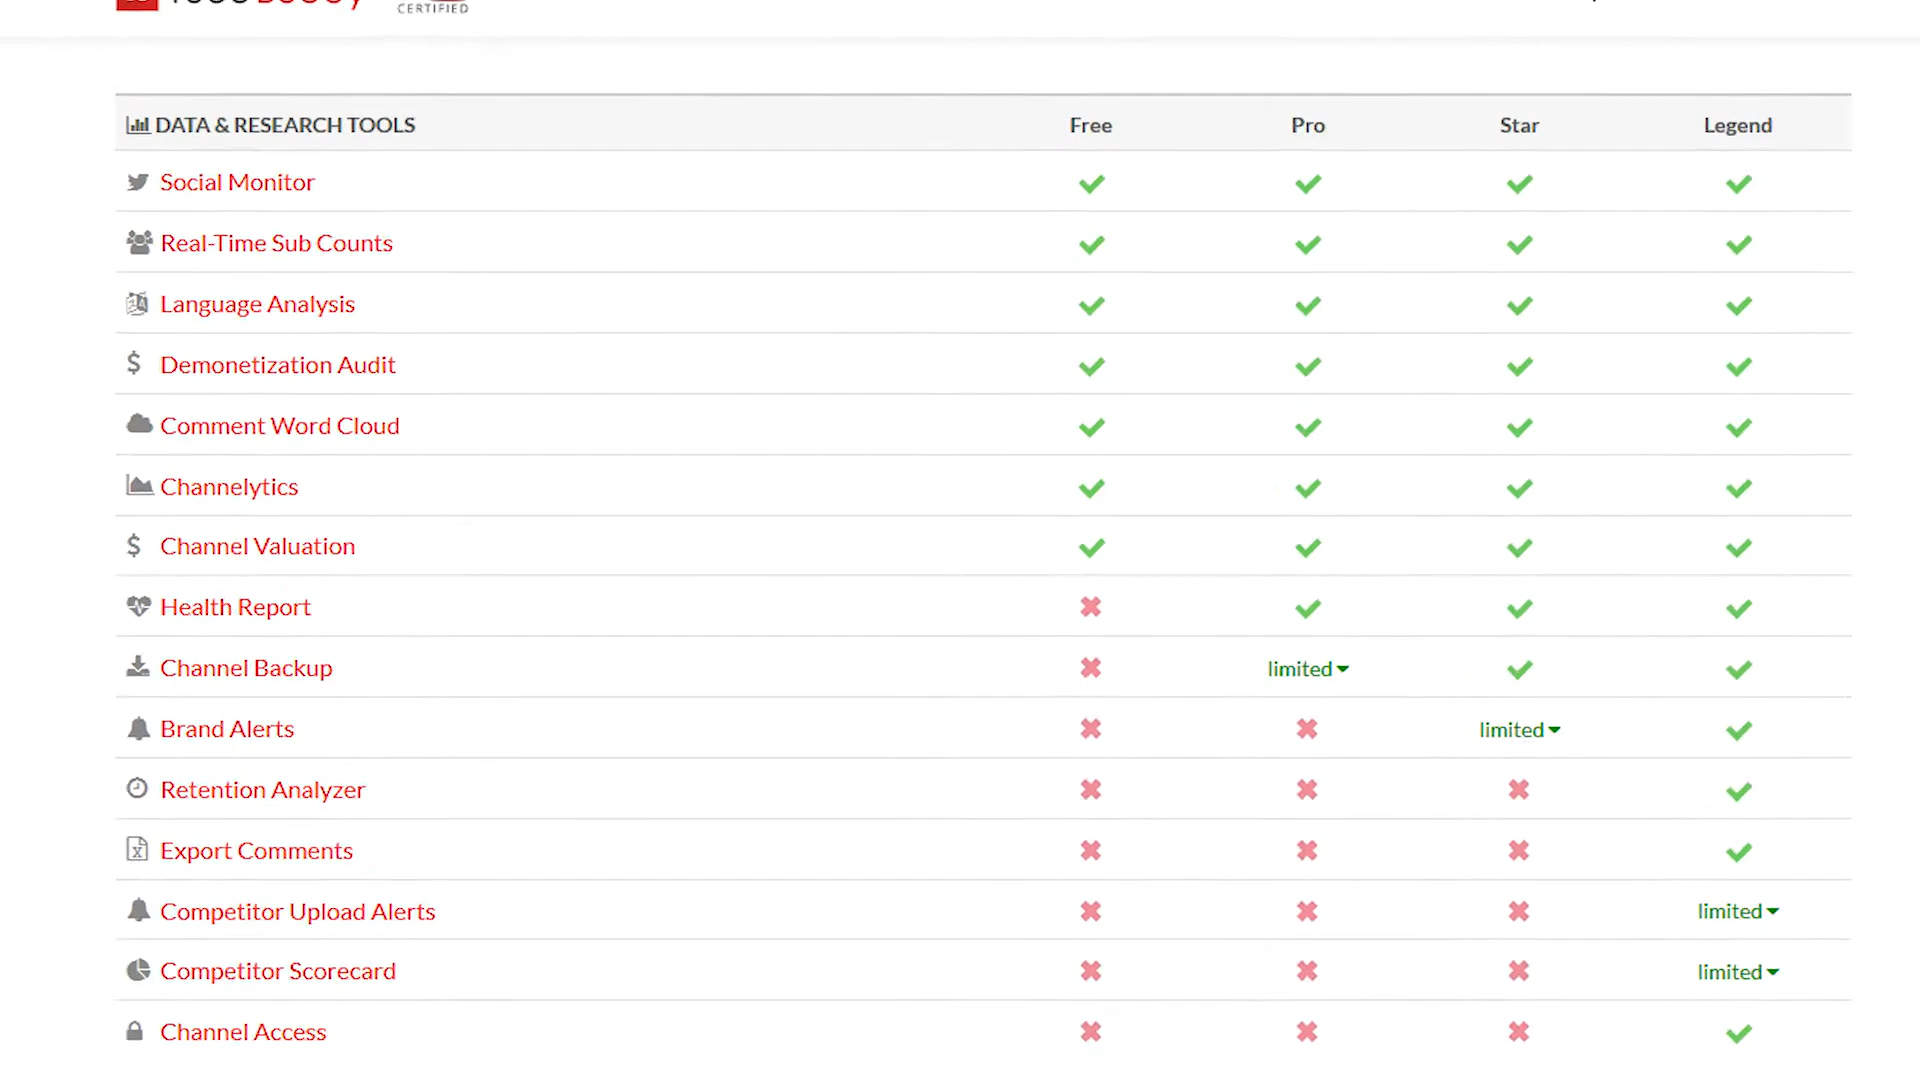 CERTIFIED
DATA & RESEARCH TOOLS Free Pro Star Legend
Social Monitor
Real-Time Sub Counts
Language Analysis
$ Demonetization Audit
Comment Word Cloud
Channelytics
$ Channel Valuation
Health Report
Channel Backup limited
Brand Alerts limited
Retention Analyzer
Export Comments
Competitor Upload Alerts limited
Competitor Scorecard limited
Channel Access